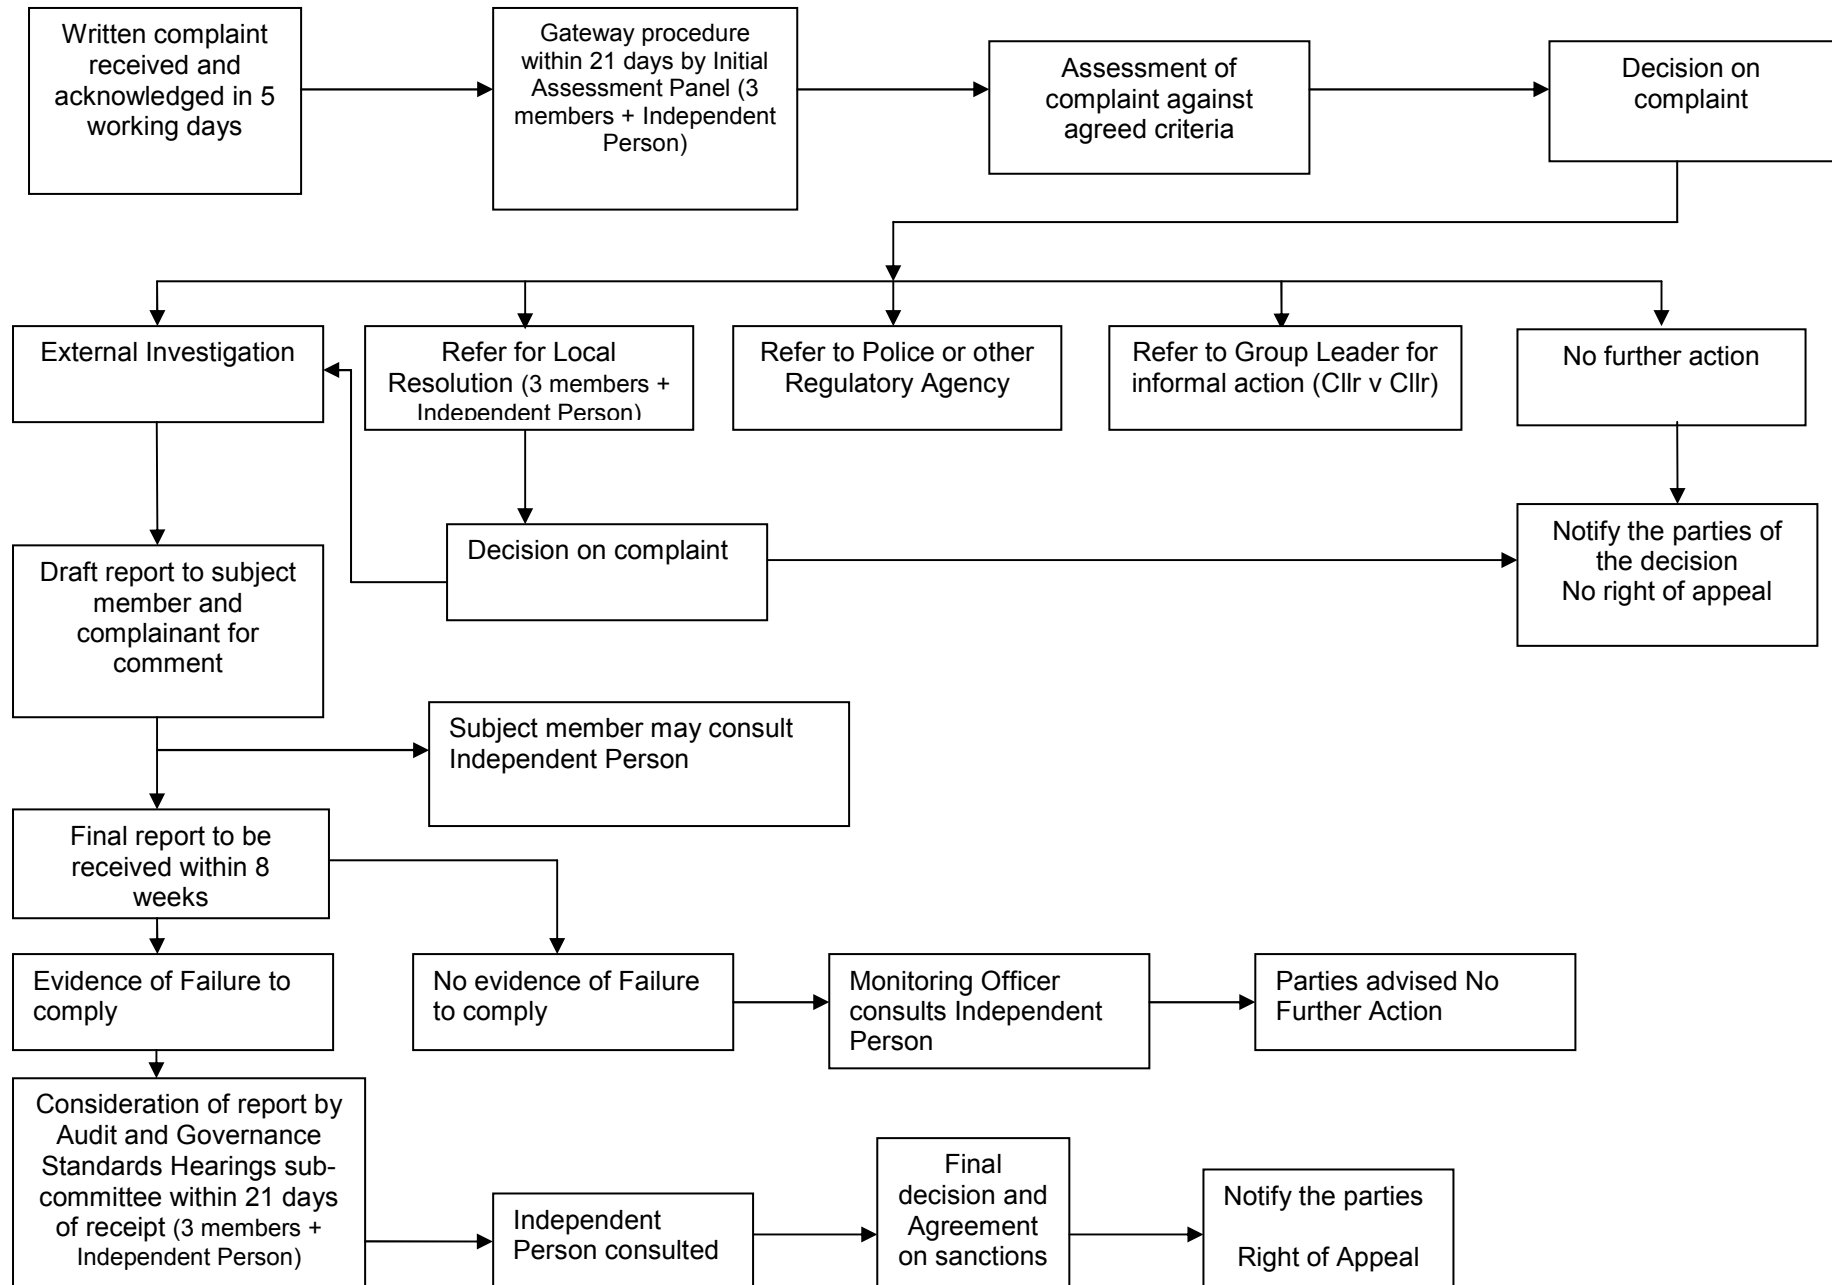 Written complaint
received and
acknowledged in 5
working days
Gateway procedure
within 21 days by Initial
Assessment Panel (3
members + Independent
Person)
Assessment of
complaint against
agreed criteria
Decision on
complaint
External Investigation
Refer for Local
Resolution (3 members +
Independent Person)
Refer to Police or other
Regulatory Agency
Refer to Group Leader for
informal action (Cllr v Cllr)
No further action
Decision on complaint
Notify the parties of
the decision
No right of appeal
Draft report to subject
member and
complainant for
comment
Subject member may consult
Independent Person
Final report to be
received within 8
weeks
Evidence of Failure to
comply
No evidence of Failure
to comply
Monitoring Officer
consults Independent
Person
Parties advised No
Further Action
Consideration of report by
Audit and Governance
Standards Hearings sub-
committee within 21 days
of receipt (3 members +
Independent Person)
Independent
Person consulted
Final
decision and
Agreement
on sanctions
Notify the parties
Right of Appeal